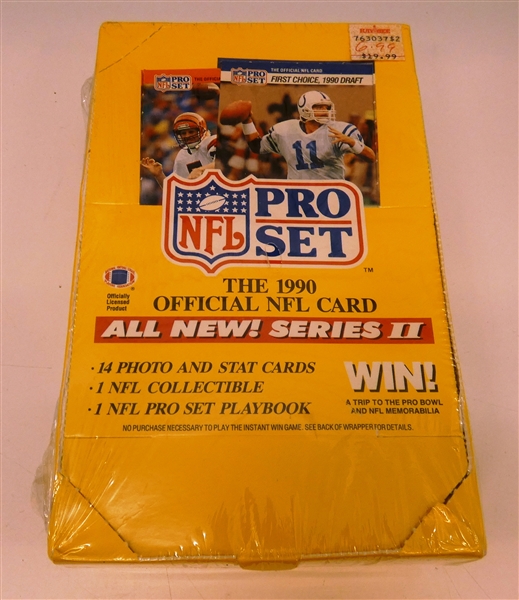 76303752
6.99
$19.99
NFL PRO SET
THE OFFICIAL NFL CARD
NFL PRO SET
FIRST CHOICE, 1990 DRAFT
11
NFL
PRO
SET
TM
THE 1990
OFFICIAL NFL CARD
Officially
Licensed
Product
ALL NEW! SERIES II
· 14 PHOTO AND STAT CARDS
· 1 NFL COLLECTIBLE
· 1 NFL PRO SET PLAYBOOK
WIN!
A TRIP TO THE PRO BOWL
AND NFL MEMORABILIA
NO PURCHASE NECESSARY TO PLAY THE INSTANT WIN GAME. SEE BACK OF WRAPPER FOR DETAILS.